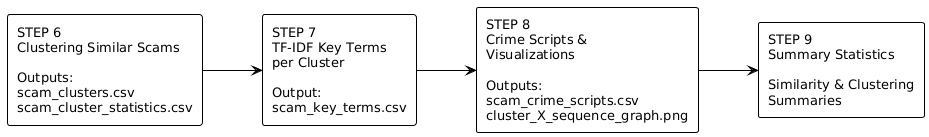 STEP 6
Clustering Similar Scams
Outputs:
scam_clusters.csv
scam_cluster_statistics.csv
STEP 7
TF-IDF Key Terms
per Cluster
Output:
scam_key_terms.csv
STEP 8
Crime Scripts &
Visualizations
Outputs:
scam_crime_scripts.csv
cluster_X_sequence_graph.png
STEP 9
Summary Statistics
Similarity & Clustering
Summaries